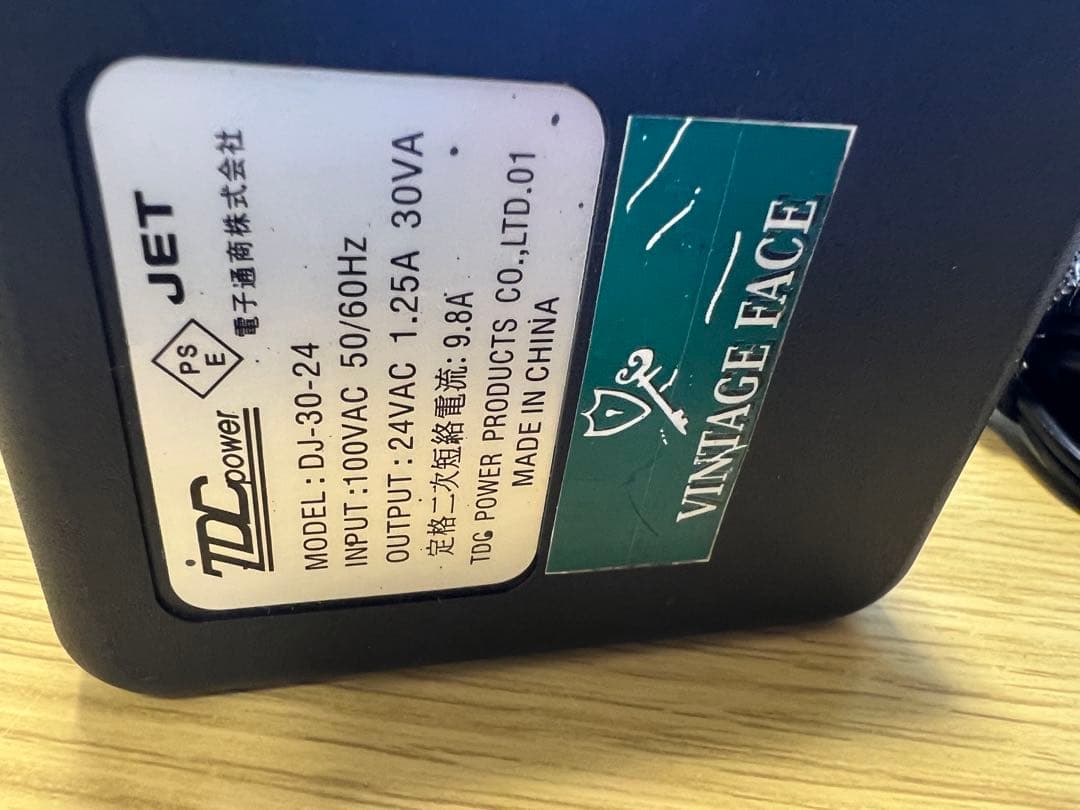 TDC power
PS
E
JET
電子通商株式会社
MODEL:DJ-30-24
INPUT:100VAC 50/60Hz
OUTPUT:24VAC 1.25A 30VA
定格二次短絡電流:9.8A
TDC POWER PRODUCTS CO.,LTD.01
MADE IN CHINA
VINTAGE FACE